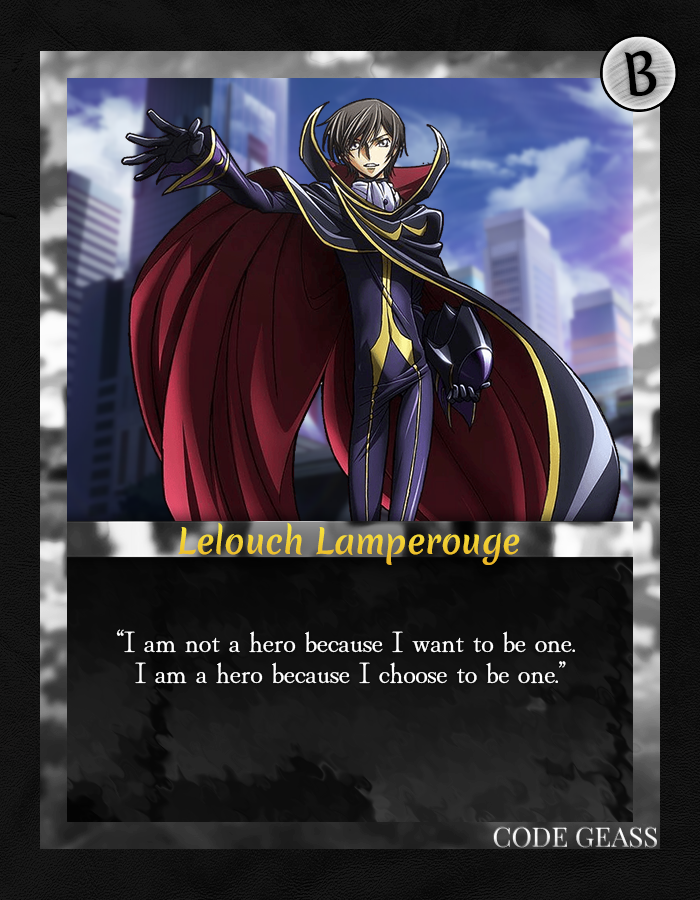 B
Lelouch Lamperouge
“I am not a hero because I want to be one.
I am a hero because I choose to be one.”
CODE GEASS